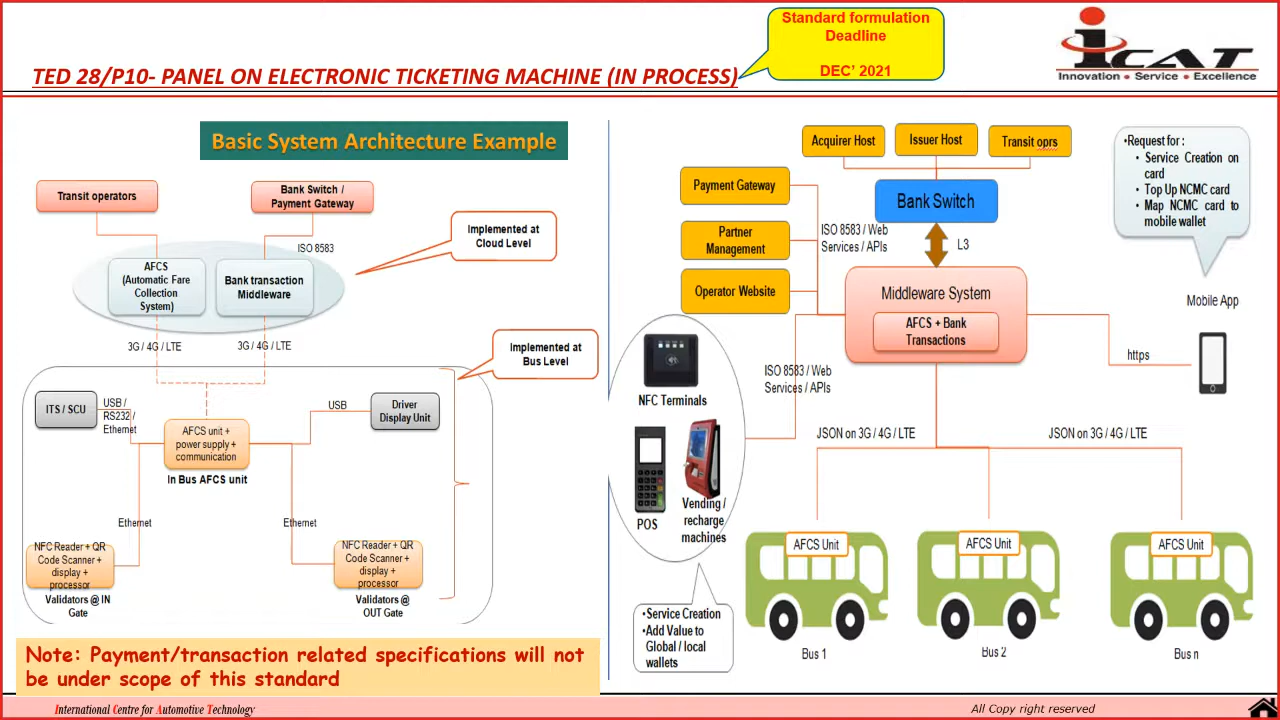 Standard formulation
Deadline
DEC’ 2021
iCAT
Innovation • Service • Excellence
TED 28/P10- PANEL ON ELECTRONIC TICKETING MACHINE (IN PROCESS)
Basic System Architecture Example
Transit operators
Bank Switch /
Payment Gateway
ISO 8583
Implemented at
Cloud Level
AFCS
(Automatic Fare
Collection
System)
Bank transaction
Middleware
3G / 4G / LTE
3G / 4G / LTE
Implemented at
Bus Level
ITS / SCU
USB /
RS232 /
Ethernet
USB
Driver
Display Unit
AFCS unit +
power supply +
communication
In Bus AFCS unit
Ethernet
Ethernet
NFC Reader + QR
Code Scanner +
display +
processor
Validators @ IN
Gate
NFC Reader + QR
Code Scanner +
display +
processor
Validators @
OUT Gate
Note: Payment/transaction related specifications will not
be under scope of this standard
Acquirer Host
Issuer Host
Transit oprs
Payment Gateway
Bank Switch
Partner
Management
ISO 8583 / Web
Services / APIs
L3
Operator Website
Middleware System
AFCS + Bank
Transactions
•Request for :
• Service Creation on
card
• Top Up NCMC card
• Map NCMC card to
mobile wallet
Mobile App
https
ISO 8583 / Web
Services / APIs
NFC Terminals
POS
Vending /
recharge
machines
JSON on 3G / 4G / LTE
JSON on 3G / 4G / LTE
AFCS Unit
AFCS Unit
AFCS Unit
Bus 1
Bus 2
Bus n
•Service Creation
•Add Value to
Global / local
wallets
International Centre for Automotive Technology
All Copy right reserved